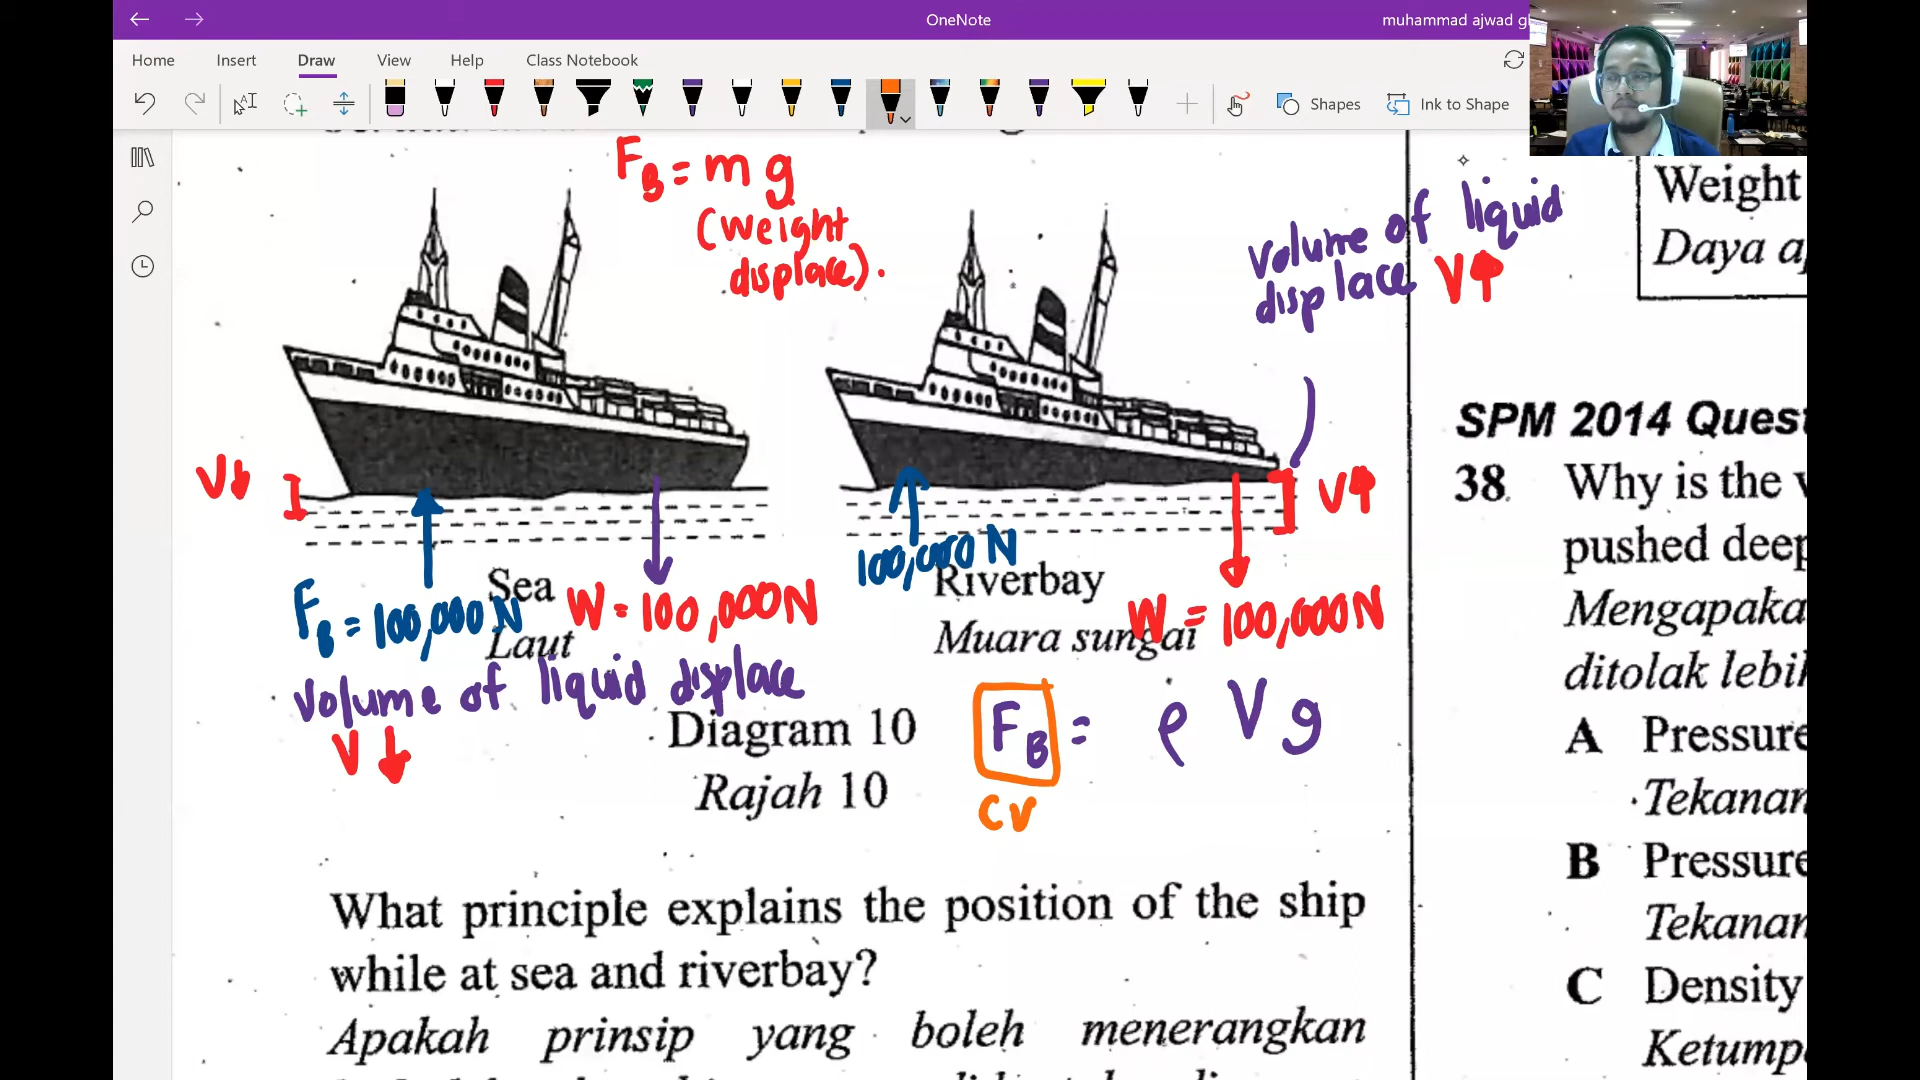 OneNote
muhammad ajwad g
Home Insert Draw View Help Class Notebook
Shapes Ink to Shape
F_B = m g
(weight
displace).
volume of liquid
displace V↑
V↓
V↑
F_B = 100,000 N
Sea
Laut
W = 100,000N
100,000 N
Riverbay
Muara sungai
W = 100,000N
volume of liquid displace
V↓
Diagram 10
Rajah 10
F_B = ρ V g
CV
What principle explains the position of the ship
while at sea and riverbay?
Apakah prinsip yang boleh menerangkan
Weight
Daya a
SPM 2014 Quest
38. Why is the
pushed deep
Mengapaka
ditolak lebih
A Pressure
Tekanan
B Pressure
Tekanan
C Density
Ketump